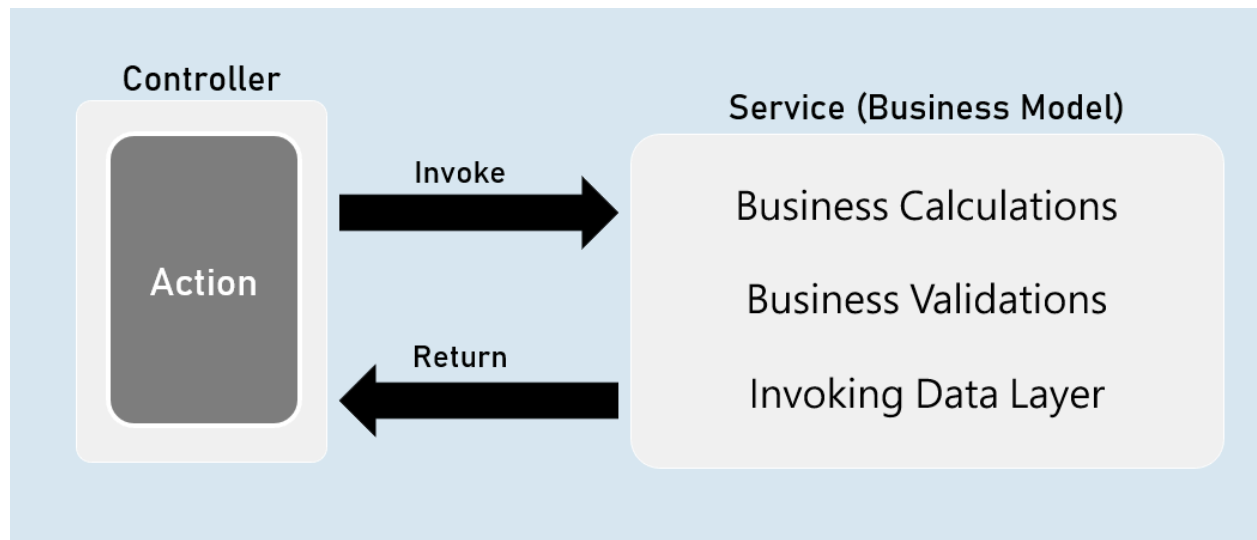 Controller
Action
Invoke
Return
Service (Business Model)
Business Calculations
Business Validations
Invoking Data Layer